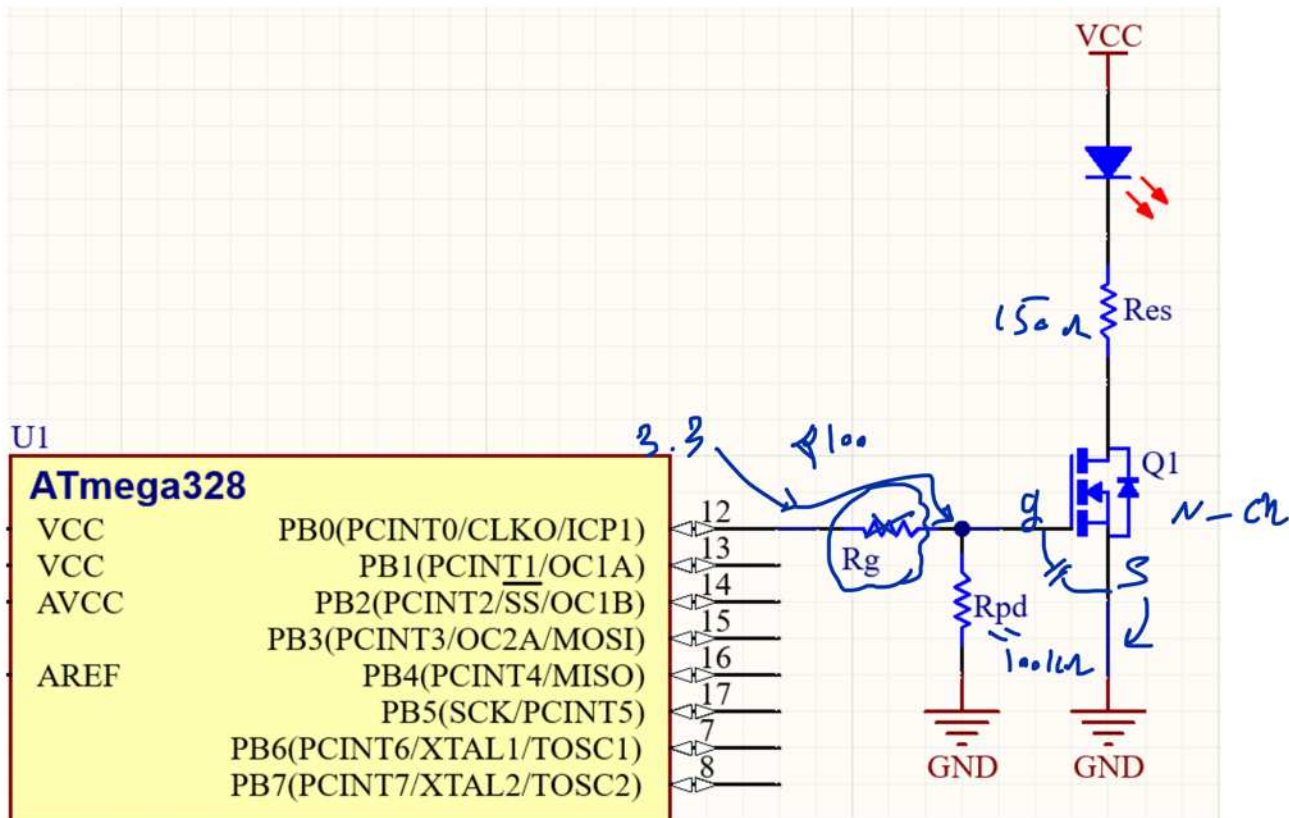 VCC
150Ω Res
U1
3.3 100
ATmega328
Q1
VCC PB0(PCINT0/CLKO/ICP1) 12 g N-Ch
VCC PB1(PCINT1/OC1A) 13 Rg S
AVCC PB2(PCINT2/SS/OC1B) 14 Rpd
PB3(PCINT3/OC2A/MOSI) 15 100kΩ
AREF PB4(PCINT4/MISO) 16
PB5(SCK/PCINT5) 17
PB6(PCINT6/XTAL1/TOSC1) 7 GND GND
PB7(PCINT7/XTAL2/TOSC2) 8